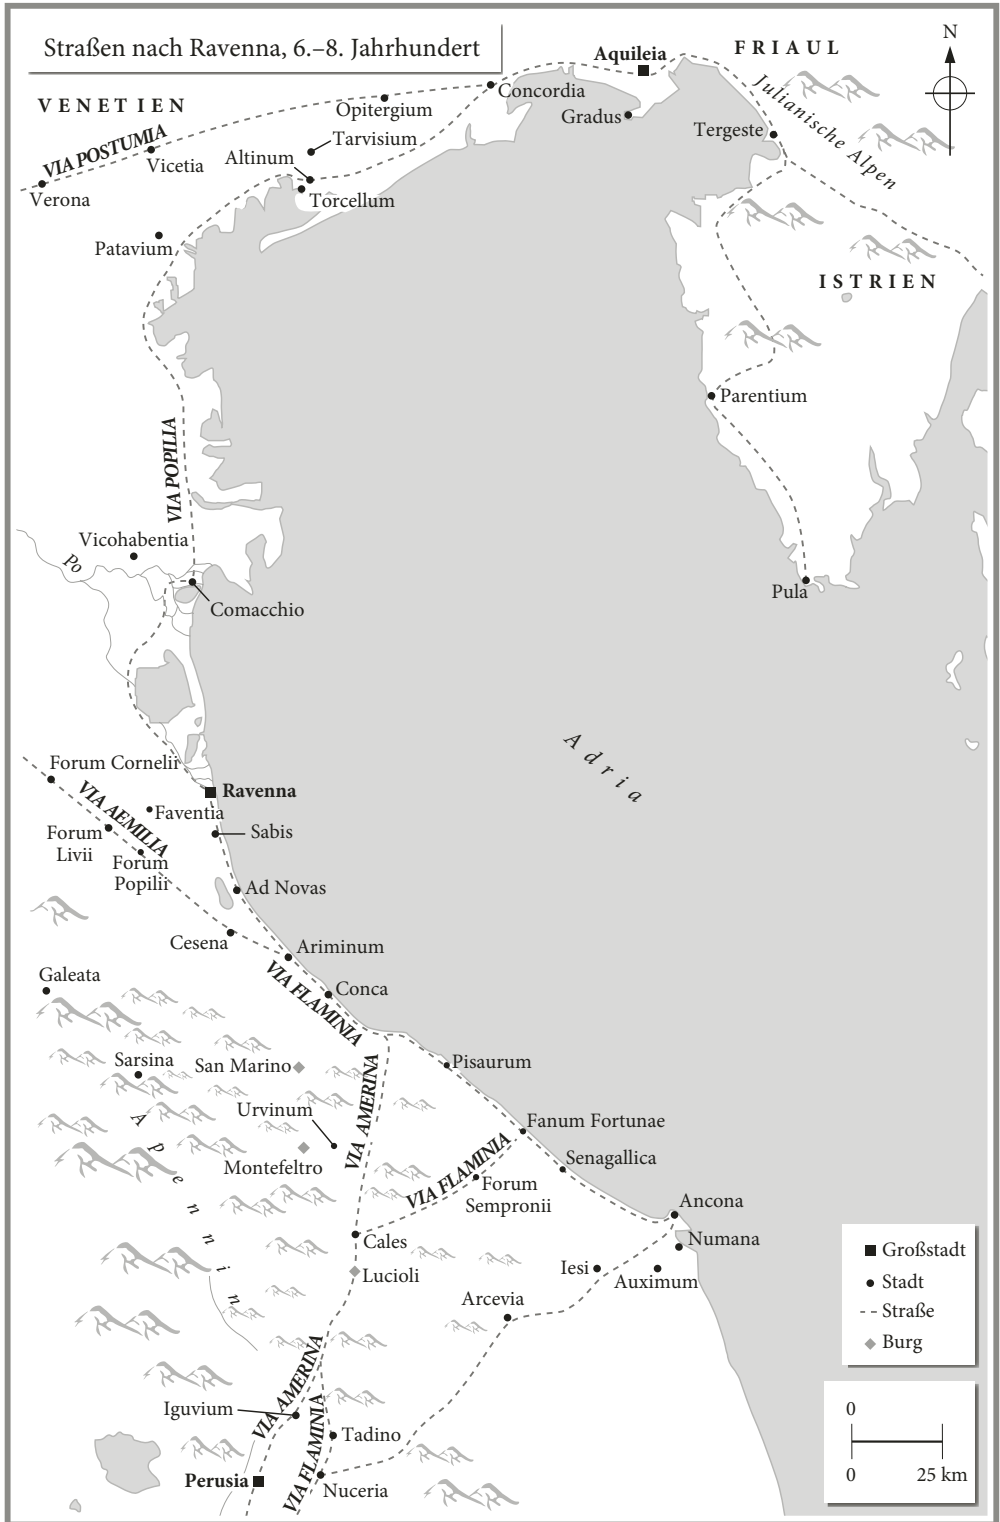 Straßen nach Ravenna, 6.–8. Jahrhundert
N
Aquileia
FRIAUL
VENETIEN
Concordia
Opitergium
Gradus
Julianische Alpen
VIA POSTUMIA
Tarvisium
Tergeste
Vicetia
Altinum
Verona
Torcellum
Patavium
ISTRIEN
Parentium
VIA POPILIA
Vicohabentia
Po
Pula
Comacchio
Adria
Forum Cornelii
Ravenna
VIA AEMILIA
Faventia
Sabis
Forum
Livii
Forum
Popilii
Ad Novas
Cesena
Ariminum
Galeata
VIA FLAMINIA
Conca
Sarsina
San Marino
VIA AMERINA
Pisaurum
Apennin
Urvinum
Fanum Fortunae
Montefeltro
VIA FLAMINIA
Senagallica
Forum
Sempronii
Ancona
Cales
Numana
Lucioli
Iesi
Auximum
Arcevia
VIA AMERINA
Iguvium
VIA FLAMINIA
Tadino
Perusia
Nuceria
Großstadt
Stadt
Straße
Burg
0
0 25 km